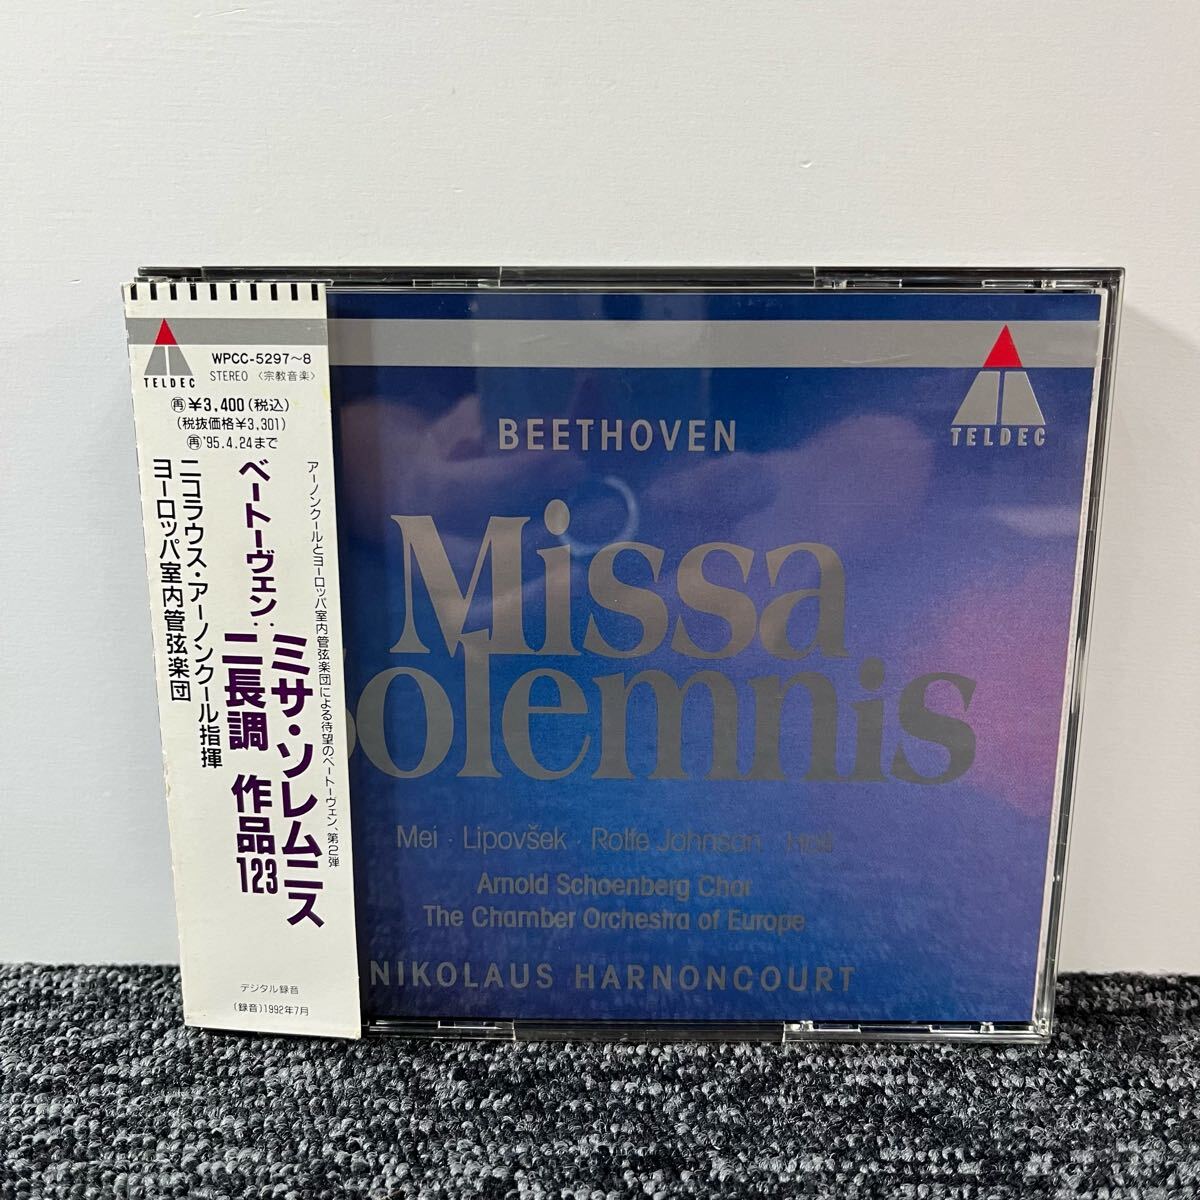 TELDEC
WPCC-5297~8
STEREO 〈宗教音楽〉
再¥3,400(税込)
(税抜価格¥3,301)
再'95.4.24まで
アーノンクールとヨーロッパ室内管弦楽団による待望のベートーヴェン、第2弾
ベートーヴェン:
ミサ・ソレムニス
ニ長調 作品123
ニコラウス・アーノンクール指揮
ヨーロッパ室内管弦楽団
デジタル録音
(録音)1992年7月
TELDEC
BEETHOVEN
Missa
Solemnis
Mei · Lipovšek · Rolfe Johnson · Holl
Arnold Schoenberg Chor
The Chamber Orchestra of Europe
NIKOLAUS HARNONCOURT